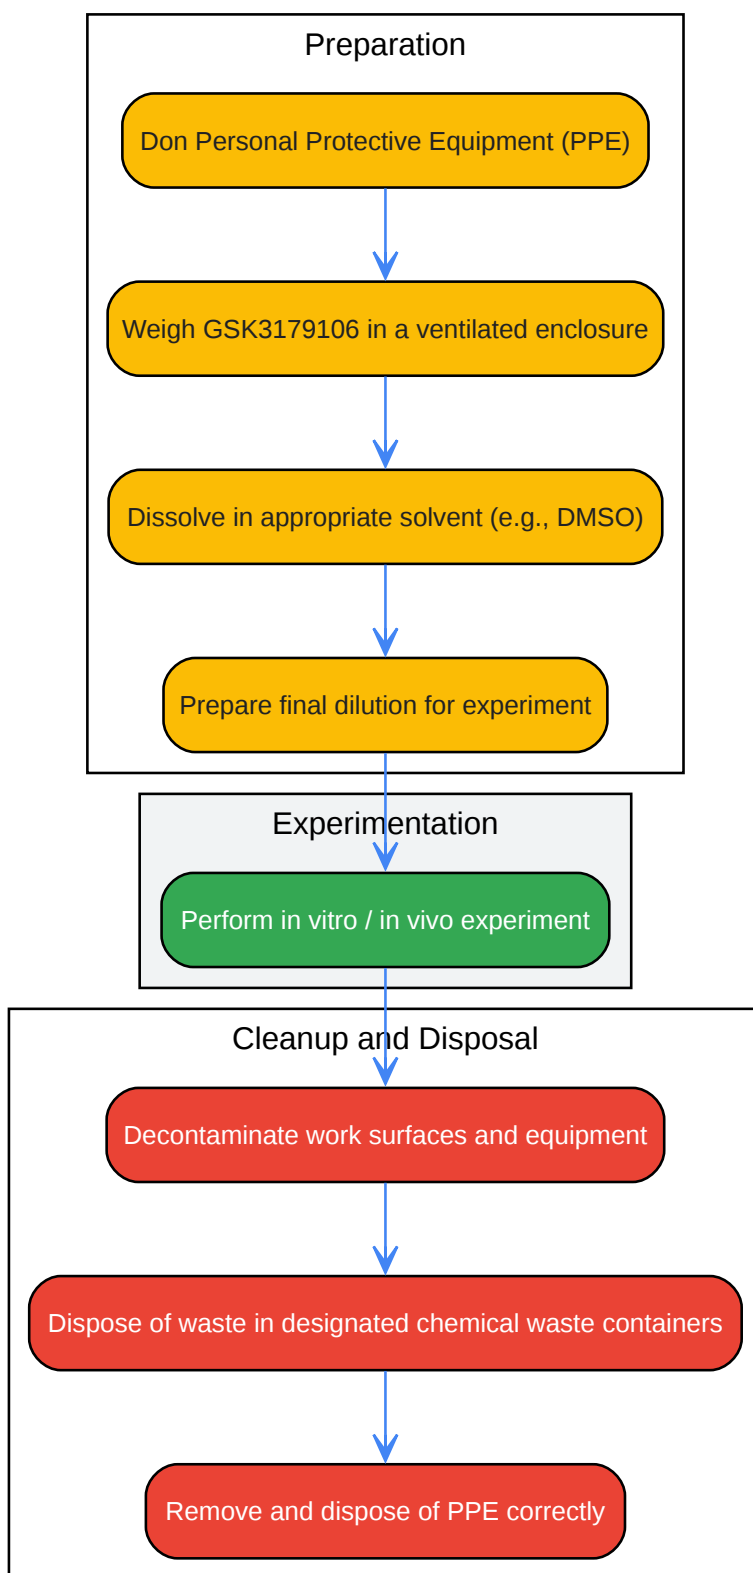 Preparation
Don Personal Protective Equipment (PPE)
Weigh GSK3179106 in a ventilated enclosure
Dissolve in appropriate solvent (e.g., DMSO)
Prepare final dilution for experiment
Experimentation
Perform in vitro / in vivo experiment
Cleanup and Disposal
Decontaminate work surfaces and equipment
Dispose of waste in designated chemical waste containers
Remove and dispose of PPE correctly